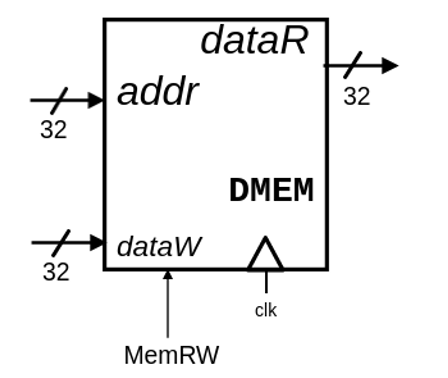 dataR
addr
32
32
DMEM
dataW
32
clk
MemRW